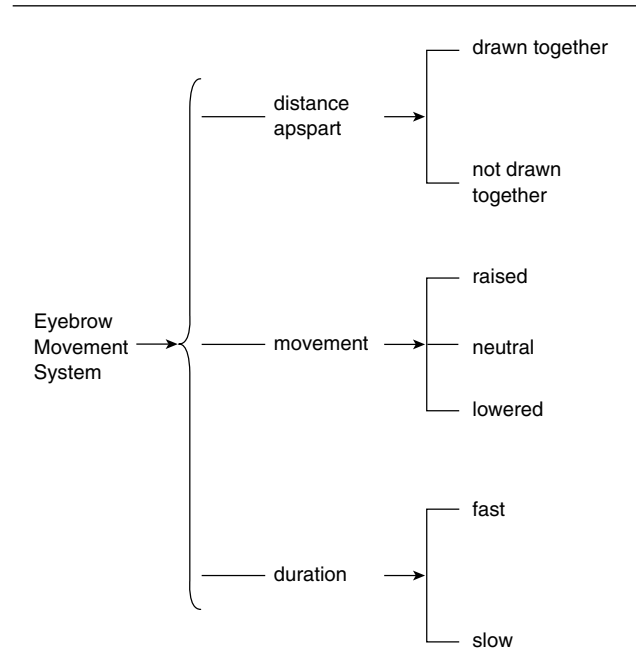 drawn together
distance
apspart
not drawn
together
raised
Eyebrow
Movement
System
movement
neutral
lowered
fast
duration
slow